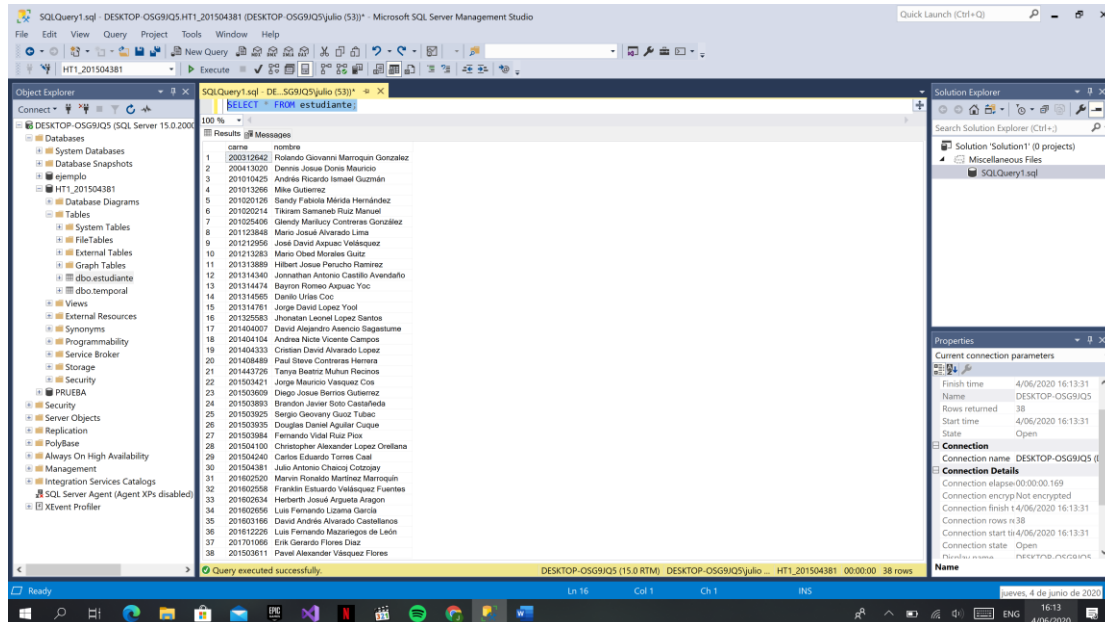 SQLQuery1.sql - DESKTOP-OSG9JQ5.HT1_201504381 (DESKTOP-OSG9JQ5\julio (53))* - Microsoft SQL Server Management Studio
Quick Launch (Ctrl+Q)
File Edit View Query Project Tools Window Help
New Query
HT1_201504381
Execute
Object Explorer
Connect
DESKTOP-OSG9JQ5 (SQL Server 15.0.2000
Databases
System Databases
Database Snapshots
ejemplo
HT1_201504381
Database Diagrams
Tables
System Tables
FileTables
External Tables
Graph Tables
dbo.estudiante
dbo.temporal
Views
External Resources
Synonyms
Programmability
Service Broker
Storage
Security
PRUEBA
Security
Server Objects
Replication
PolyBase
Always On High Availability
Management
Integration Services Catalogs
SQL Server Agent (Agent XPs disabled)
XEvent Profiler
SQLQuery1.sql - DE...SG9JQ5\julio (53))*
SELECT * FROM estudiante;
100 %
Results Messages
carne nombre
1 200312642 Rolando Giovanni Marroquin Gonzalez
2 200413020 Dennis Josue Donis Mauricio
3 201010425 Andrés Ricardo Ismael Guzmán
4 201013266 Mike Gutierrez
5 201020126 Sandy Fabiola Mérida Hernández
6 201020214 Tikiram Samaneb Ruiz Manuel
7 201025406 Glendy Marilucy Contreras González
8 201123848 Mario Josué Alvarado Lima
9 201212956 José David Axpuac Velásquez
10 201213283 Mario Obed Morales Guitz
11 201313889 Hilbert Josue Perucho Ramirez
12 201314340 Jonnathan Antonio Castillo Avendaño
13 201314474 Bayron Romeo Axpuac Yoc
14 201314565 Danilo Urías Coc
15 201314761 Jorge David Lopez Yool
16 201325583 Jhonatan Leonel Lopez Santos
17 201404007 David Alejandro Asencio Sagastume
18 201404104 Andrea Nicte Vicente Campos
19 201404333 Cristian David Alvarado Lopez
20 201408489 Paul Steve Contreras Herrera
21 201443726 Tanya Beatriz Muhun Recinos
22 201503421 Jorge Mauricio Vasquez Cos
23 201503609 Diego Josue Berrios Gutierrez
24 201503893 Brandon Javier Soto Castañeda
25 201503925 Sergio Geovany Guoz Tubac
26 201503935 Douglas Daniel Aguilar Cuque
27 201503984 Fernando Vidal Ruiz Piox
28 201504100 Christopher Alexander Lopez Orellana
29 201504240 Carlos Eduardo Torres Caal
30 201504381 Julio Antonio Chaicoj Cotzojay
31 201602520 Marvin Ronaldo Martínez Marroquín
32 201602558 Franklin Estuardo Velásquez Fuentes
33 201602634 Herberth Josué Argueta Aragon
34 201602656 Luis Fernando Lizama García
35 201603166 David Andrés Alvarado Castellanos
36 201612226 Luis Fernando Mazariegos de León
37 201701066 Erik Gerardo Flores Diaz
38 201503611 Pavel Alexander Vásquez Flores
Query executed successfully.
DESKTOP-OSG9JQ5 (15.0 RTM) DESKTOP-OSG9JQ5\julio ... HT1_201504381 00:00:00 38 rows
Solution Explorer
Search Solution Explorer (Ctrl+;)
Solution 'Solution1' (0 projects)
Miscellaneous Files
SQLQuery1.sql
Properties
Current connection parameters
Finish time 4/06/2020 16:13:31
Name DESKTOP-OSG9JQ5
Rows returned 38
Start time 4/06/2020 16:13:31
State Open
Connection
Connection name DESKTOP-OSG9JQ5 (
Connection Details
Connection elapse 00:00:00.169
Connection encryp Not encrypted
Connection finish t 4/06/2020 16:13:31
Connection rows re 38
Connection start tir 4/06/2020 16:13:31
Connection state Open
Display name DESKTOP-OSG9JQ5
Name
Ready
Ln 16 Col 1 Ch 1 INS
jueves, 4 de junio de 2020
ENG
16:13
4/06/2020